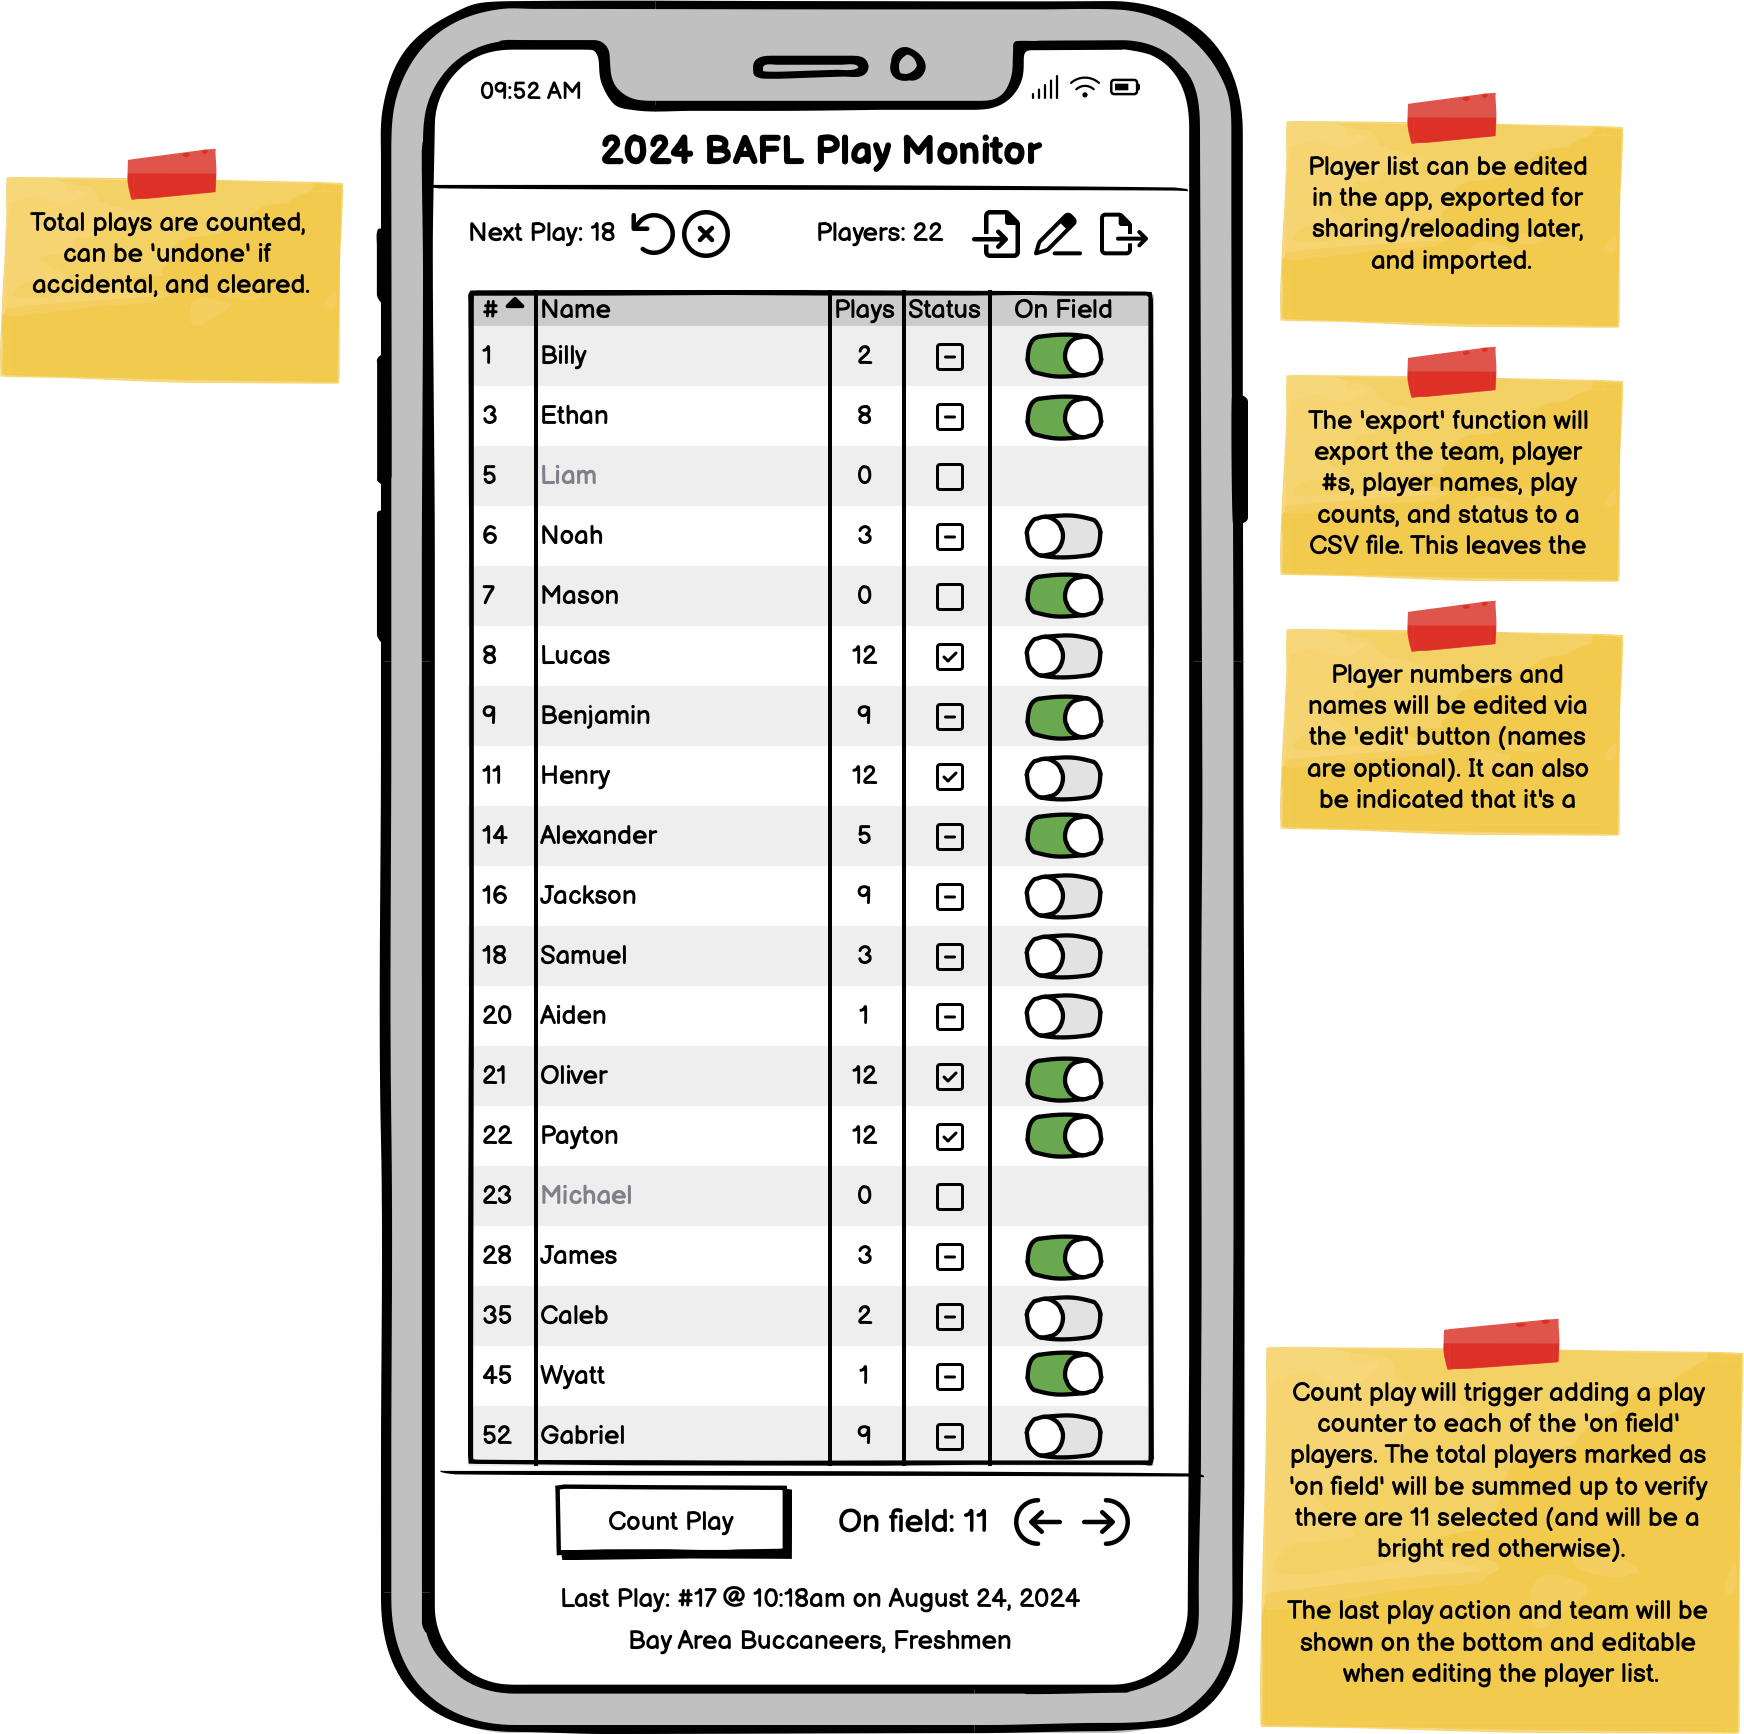 09:52 AM
2024 BAFL Play Monitor
Next Play: 18
Players: 22
# Name Plays Status On Field
1 Billy 2
3 Ethan 8
5 Liam 0
6 Noah 3
7 Mason 0
8 Lucas 12
9 Benjamin 9
11 Henry 12
14 Alexander 5
16 Jackson 9
18 Samuel 3
20 Aiden 1
21 Oliver 12
22 Payton 12
23 Michael 0
28 James 3
35 Caleb 2
45 Wyatt 1
52 Gabriel 9
Count Play
On field: 11
Last Play: #17 @ 10:18am on August 24, 2024
Bay Area Buccaneers, Freshmen
Total plays are counted,
can be 'undone' if
accidental, and cleared.
Player list can be edited
in the app, exported for
sharing/reloading later,
and imported.
The 'export' function will
export the team, player
#s, player names, play
counts, and status to a
CSV file. This leaves the
Player numbers and
names will be edited via
the 'edit' button (names
are optional). It can also
be indicated that it's a
Count play will trigger adding a play
counter to each of the 'on field'
players. The total players marked as
'on field' will be summed up to verify
there are 11 selected (and will be a
bright red otherwise).
The last play action and team will be
shown on the bottom and editable
when editing the player list.